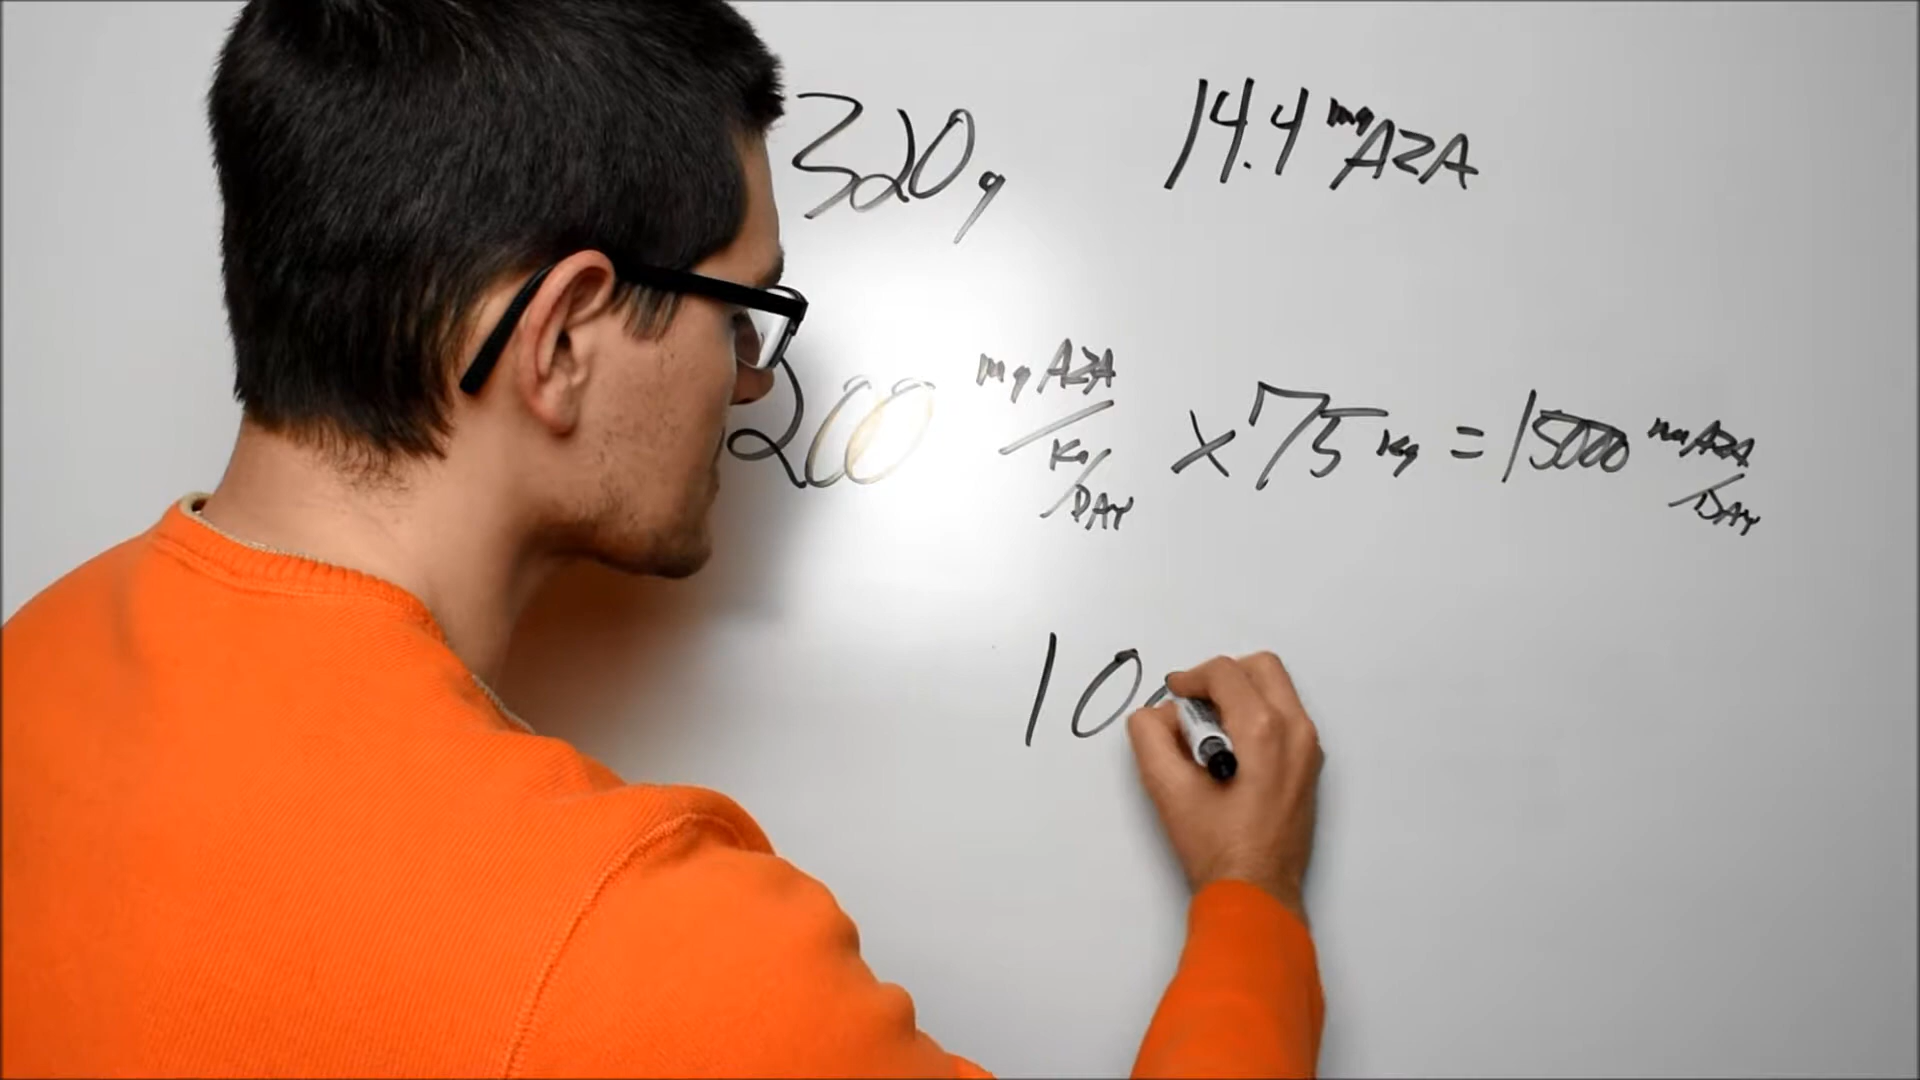 320g 14.4 mg AZA
200 mg AZA / Kg / DAY x 75 Kg = 15000 mg AZA / DAY
10